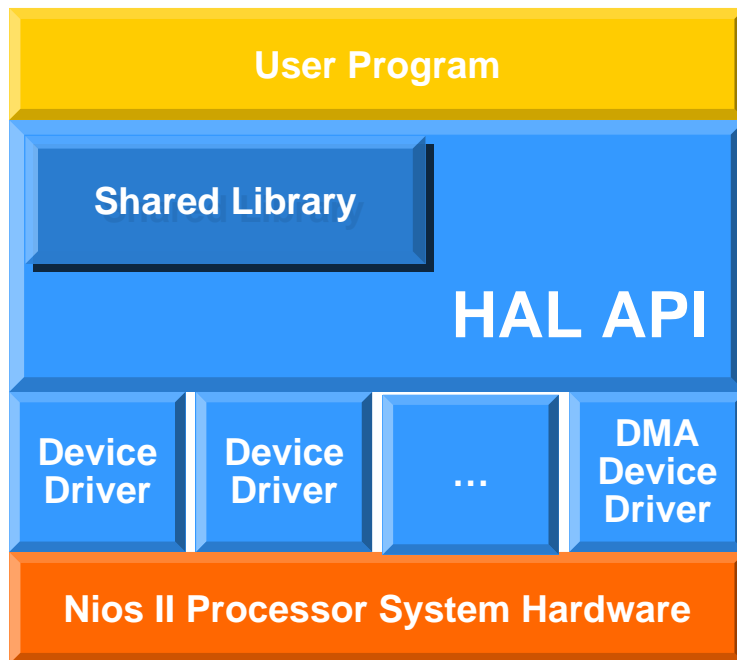 User Program
Shared Library
HAL API
Device
Driver
Device
Driver
…
DMA
Device
Driver
Nios II Processor System Hardware